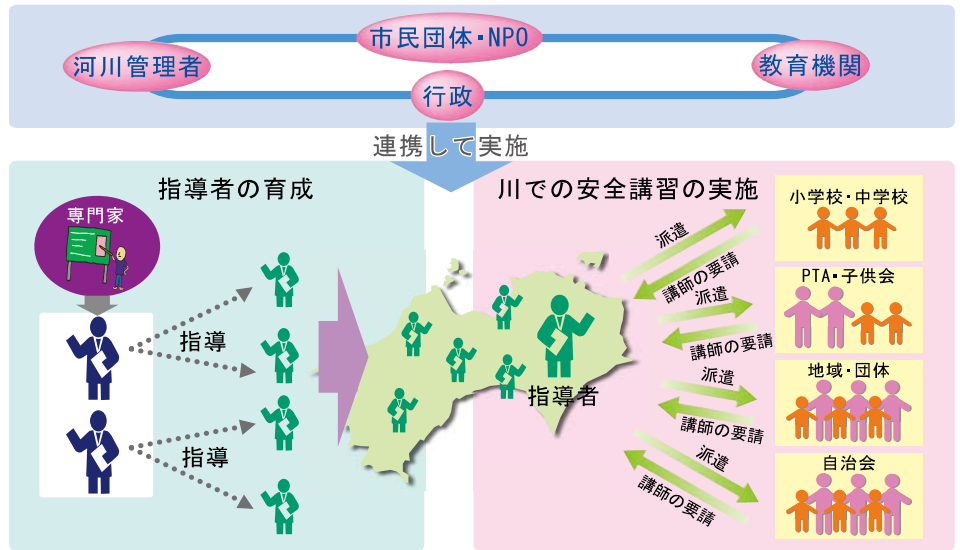 市民団体・NPO
河川管理者
教育機関
行政
連携して実施
指導者の育成
川での安全講習の実施
専門家
指導
指導
指導者
派遣
講師の要請
小学校・中学校
派遣
講師の要請
PTA・子供会
派遣
講師の要請
地域・団体
派遣
講師の要請
自治会